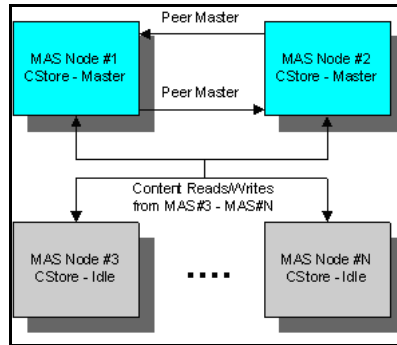 Peer Master
MAS Node #1
CStore - Master
MAS Node #2
CStore - Master
Peer Master
Content Reads/Writes
from MAS#3 - MAS#N
MAS Node #3
CStore - Idle
MAS Node #N
CStore - Idle